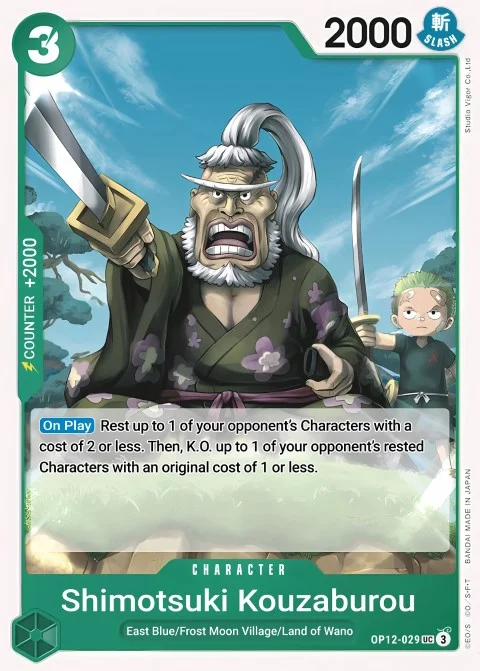 3
2000
斬
SLASH
Studio Vigor Co.,Ltd
COUNTER +2000
On Play Rest up to 1 of your opponent's Characters with a
cost of 2 or less. Then, K.O. up to 1 of your opponent's rested
Characters with an original cost of 1 or less.
CHARACTER
Shimotsuki Kouzaburou
East Blue/Frost Moon Village/Land of Wano
OP12-029 UC 3
©E.O/S ©O/S・F・T BANDAI MADE IN JAPAN